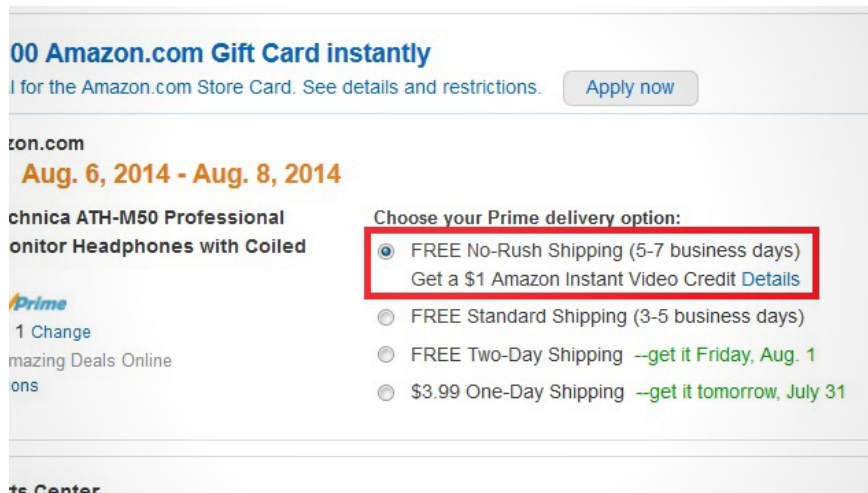 00 Amazon.com Gift Card instantly
l for the Amazon.com Store Card. See details and restrictions. Apply now
zon.com
Aug. 6, 2014 - Aug. 8, 2014
chnica ATH-M50 Professional
onitor Headphones with Coiled
Prime
1 Change
mazing Deals Online
ons
Choose your Prime delivery option:
FREE No-Rush Shipping (5-7 business days)
Get a $1 Amazon Instant Video Credit Details
FREE Standard Shipping (3-5 business days)
FREE Two-Day Shipping --get it Friday, Aug. 1
$3.99 One-Day Shipping --get it tomorrow, July 31
ts Center